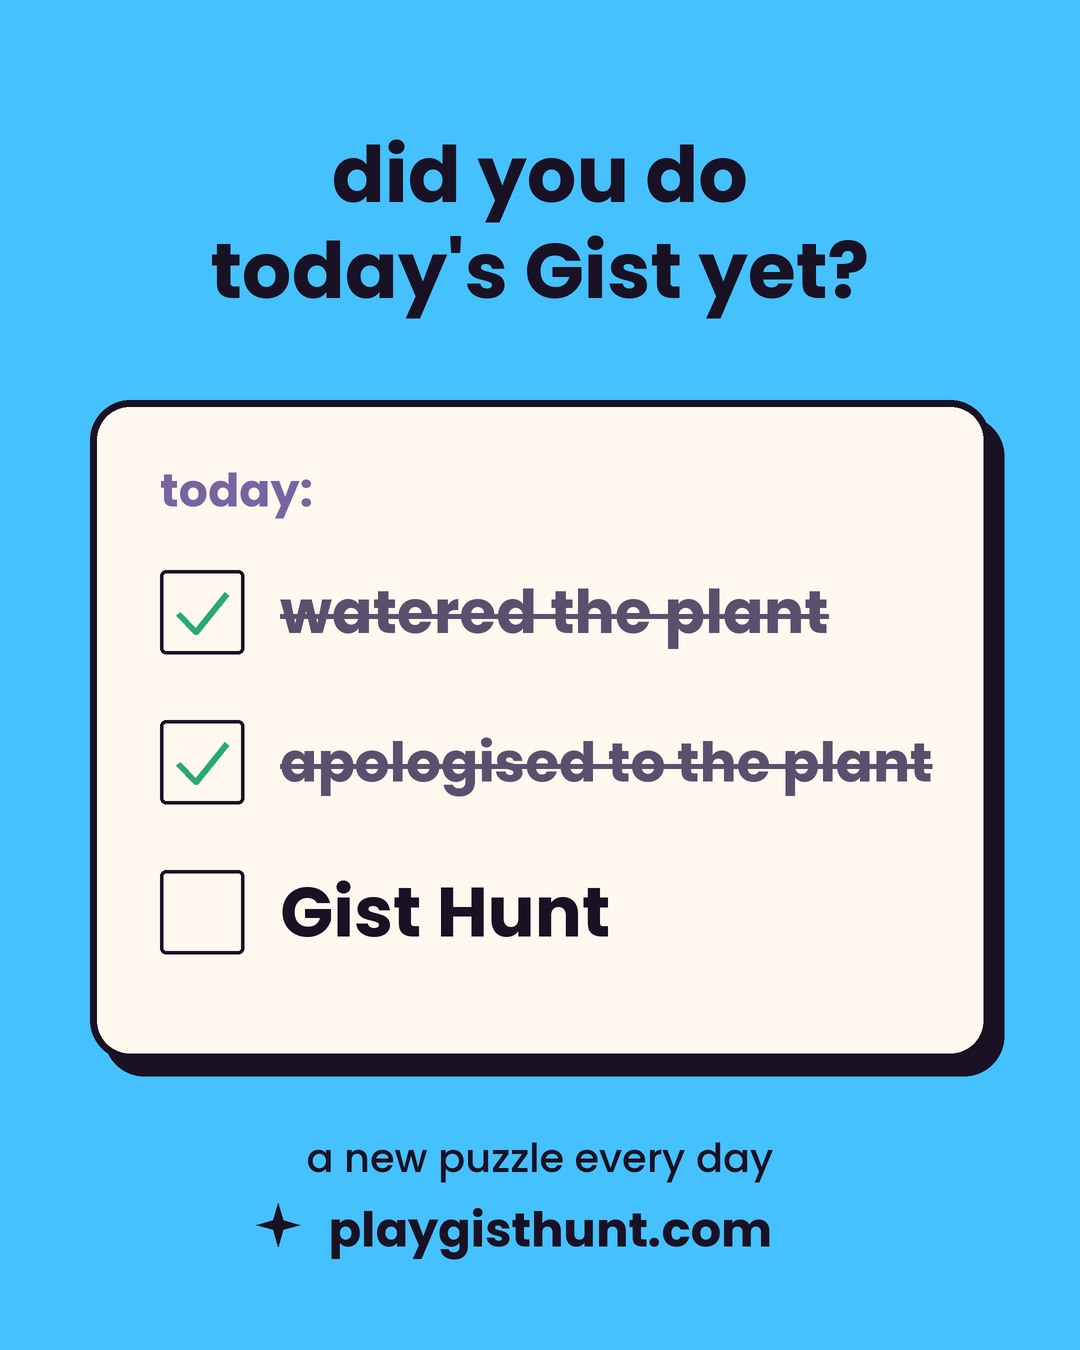 did you do
today's Gist yet?
today:
watered the plant
apologised to the plant
Gist Hunt
a new puzzle every day
playgisthunt.com